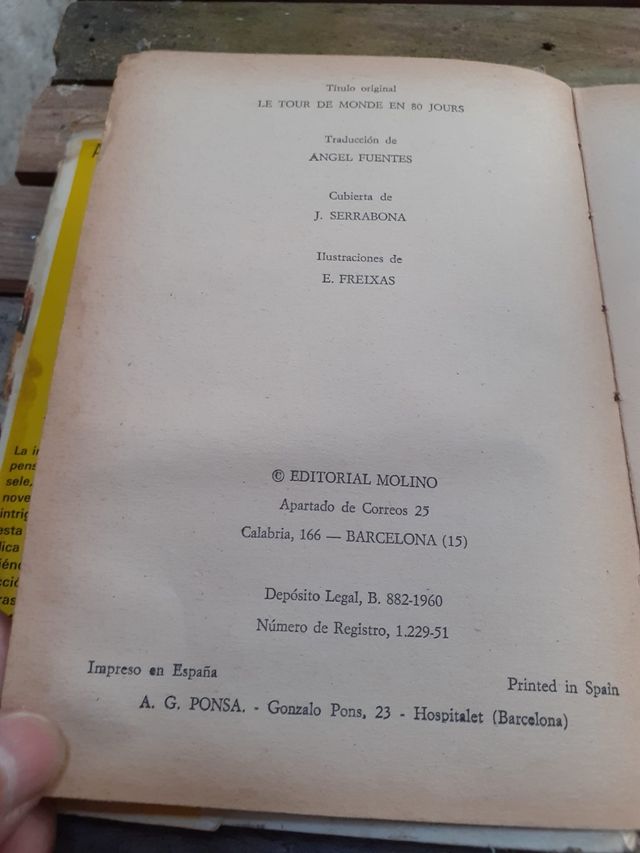 Título original
LE TOUR DE MONDE EN 80 JOURS
Traducción de
ANGEL FUENTES
Cubierta de
J. SERRABONA
Ilustraciones de
E. FREIXAS
© EDITORIAL MOLINO
Apartado de Correos 25
Calabria, 166 — BARCELONA (15)
Depósito Legal, B. 882-1960
Número de Registro, 1.229-51
Impreso en España
Printed in Spain
A. G. PONSA. - Gonzalo Pons, 23 - Hospitalet (Barcelona)
La
sele,